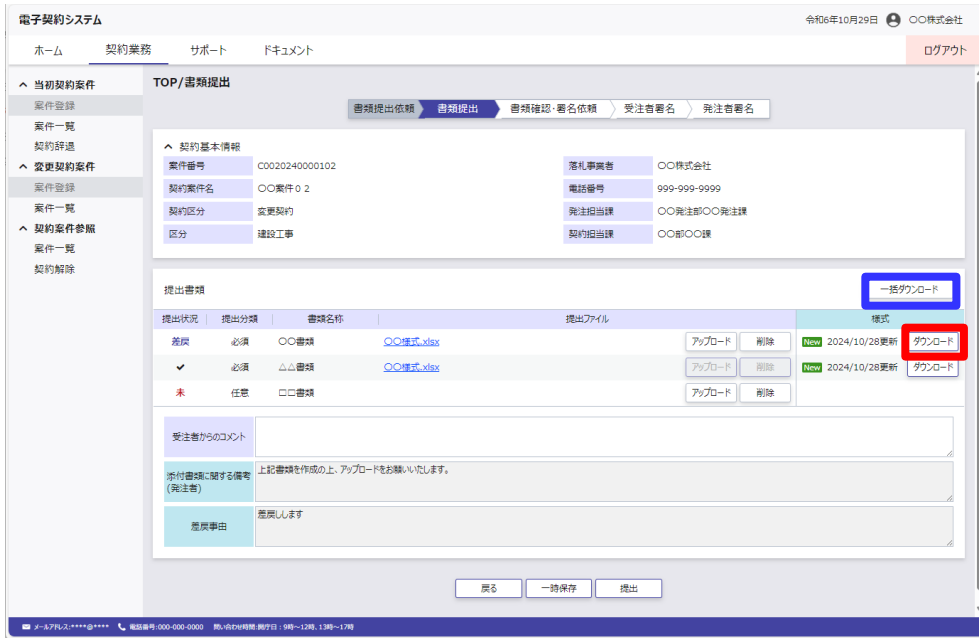 電子契約システム
令和6年10月29日 〇〇株式会社
ホーム 契約業務 サポート ドキュメント ログアウト
当初契約案件
案件登録
案件一覧
契約辞退
変更契約案件
案件登録
案件一覧
契約案件参照
案件一覧
契約解除
TOP/書類提出
書類提出依頼 書類提出 書類確認・署名依頼 受注者署名 発注者署名
契約基本情報
案件番号 C0020240000102 落札事業者 〇〇株式会社
契約案件名 〇〇案件02 電話番号 999-999-9999
契約区分 変更契約 発注担当課 〇〇発注部〇〇発注課
区分 建設工事 契約担当課 〇〇部〇〇課
提出書類 一括ダウンロード
提出状況 提出分類 書類名称 提出ファイル 様式
差戻 必須 〇〇書類 〇〇様式.xlsx アップロード 削除 New 2024/10/28更新 ダウンロード
✔ 必須 △△書類 〇〇様式.xlsx アップロード 削除 New 2024/10/28更新 ダウンロード
未 任意 □□書類 アップロード 削除
受注者からのコメント
添付書類に関する備考
(発注者)
上記書類を作成の上、アップロードをお願いいたします。
差戻事由
差戻しします
戻る 一時保存 提出
メールアドレス:****@**** 電話番号:000-000-0000 問い合わせ時間:開庁日：9時～12時、13時～17時